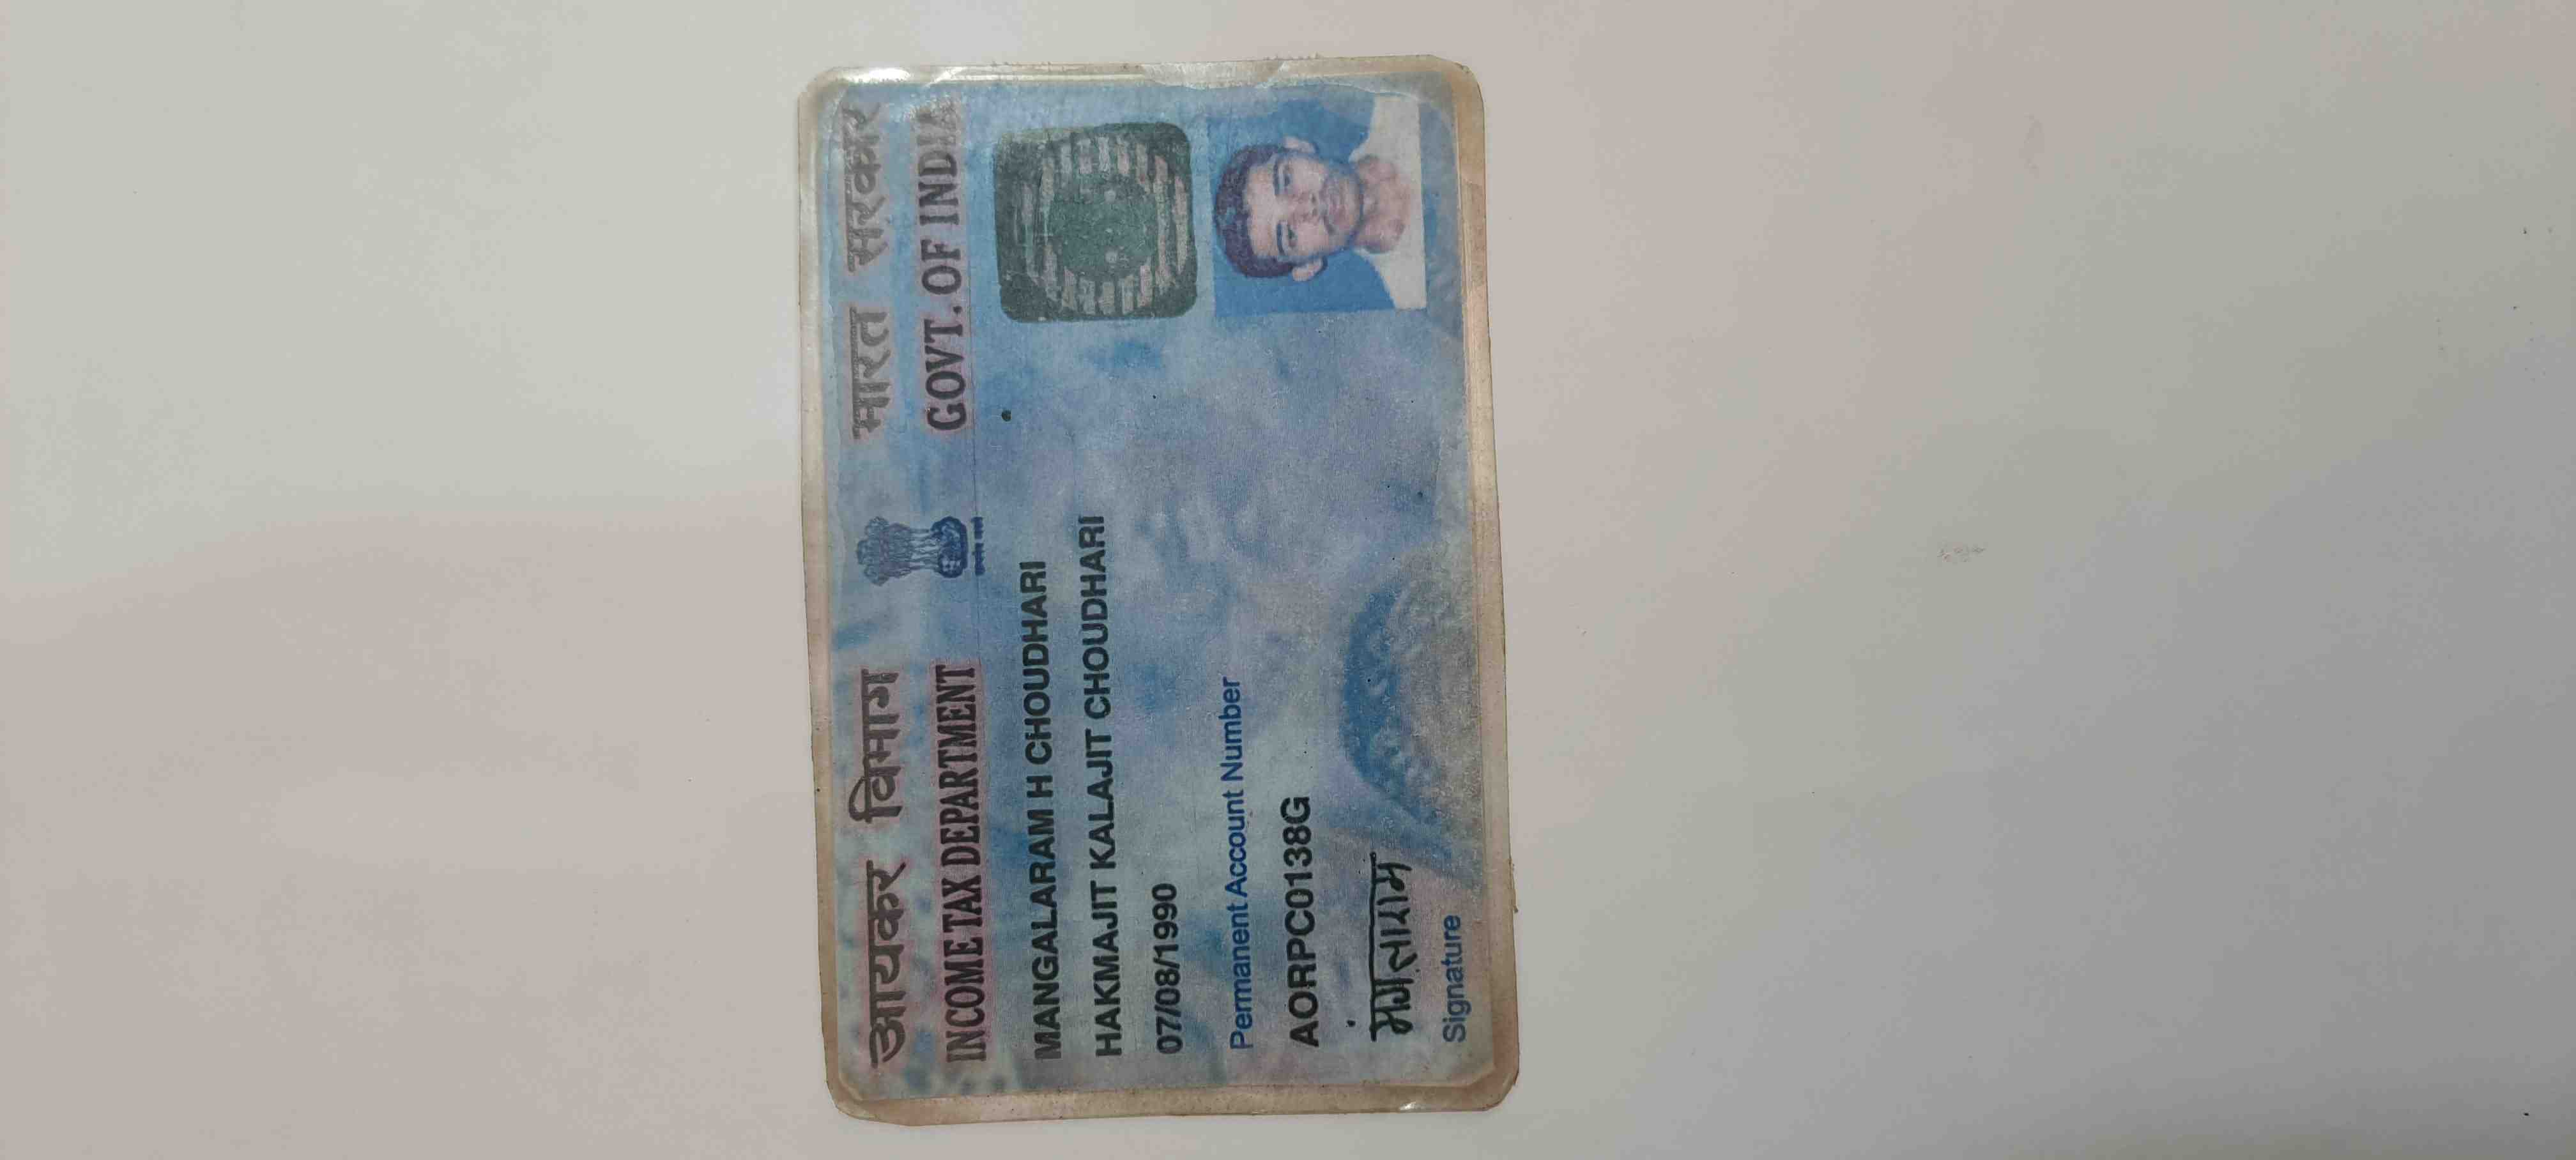 आयकर विभाग भारत सरकार
INCOME TAX DEPARTMENT GOVT. OF INDIA
MANGALARAM H CHOUDHARI
HAKMAJIT KALAJIT CHOUDHARI
07/08/1990
Permanent Account Number
AORPC0138G
मंगलाराम
Signature